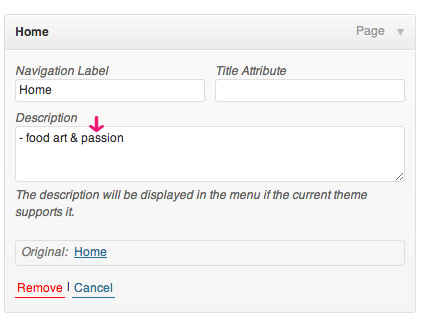 Home Page
Navigation Label Title Attribute
Home
Description
- food art & passion
The description will be displayed in the menu if the current theme
supports it.
Original: Home
Remove | Cancel